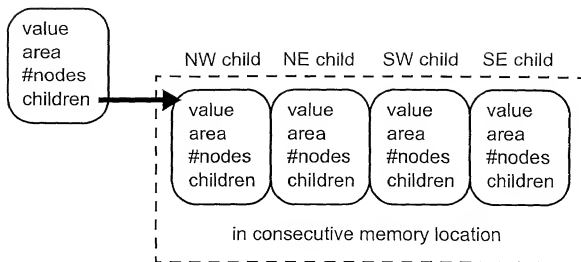 value
area
#nodes
children
NW child NE child SW child SE child
value value value value
area area area area
#nodes #nodes #nodes #nodes
children children children children
in consecutive memory location